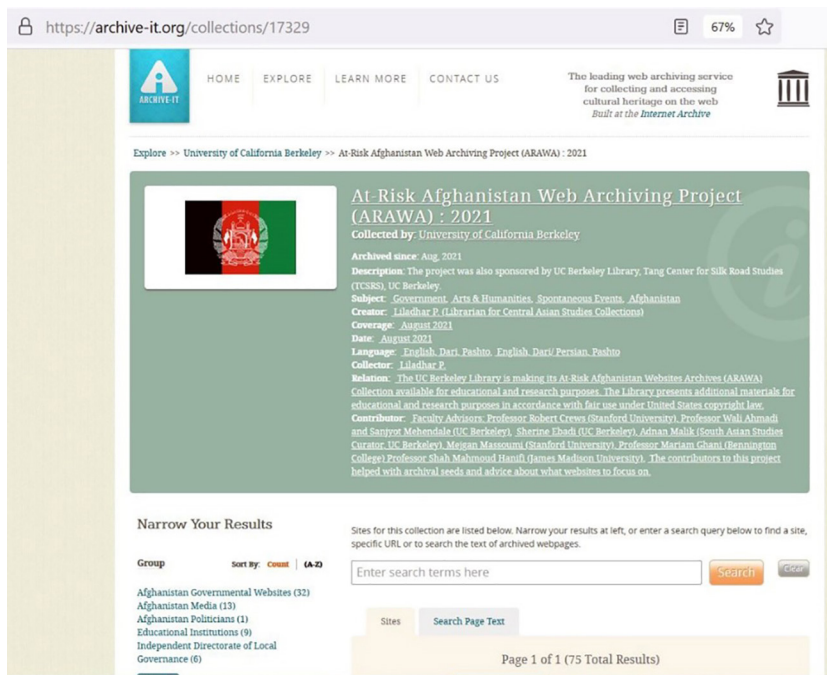 https://archive-it.org/collections/17329
67%
ARCHIVE-IT
HOME EXPLORE LEARN MORE CONTACT US
The leading web archiving service
for collecting and accessing
cultural heritage on the web
Built at the Internet Archive
Explore >> University of California Berkeley >> At-Risk Afghanistan Web Archiving Project (ARAWA) : 2021
At-Risk Afghanistan Web Archiving Project
(ARAWA) : 2021
Collected by: University of California Berkeley
Archived since: Aug, 2021
Description: The project was also sponsored by UC Berkeley Library, Tang Center for Silk Road Studies
(TCSRS), UC Berkeley.
Subject: Government, Arts & Humanities, Spontaneous Events, Afghanistan
Creator: Liladhar P. (Librarian for Central Asian Studies Collections)
Coverage: August 2021
Date: August 2021
Language: English, Dari, Pashto, English, Dari/ Persian, Pashto
Collector: Liladhar P.
Relation: The UC Berkeley Library is making its At-Risk Afghanistan Websites Archives (ARAWA)
Collection available for educational and research purposes. The Library presents additional materials for
educational and research purposes in accordance with fair use under United States copyright law.
Contributor: Faculty Advisors: Professor Robert Crews (Stanford University), Professor Wali Ahmadi
and Sanjyot Mehendale (UC Berkeley), Sherine Ebadi (UC Berkeley), Adnan Malik (South Asian Studies
Curator, UC Berkeley), Mejgan Massoumi (Stanford University), Professor Mariam Ghani (Bennington
College) Professor Shah Mahmoud Hanifi (James Madison University), The contributors to this project
helped with archival seeds and advice about what websites to focus on.
Narrow Your Results
Group Sort By: Count | (A-Z)
Afghanistan Governmental Websites (32)
Afghanistan Media (13)
Afghanistan Politicians (1)
Educational Institutions (9)
Independent Directorate of Local
Governance (6)
Sites for this collection are listed below. Narrow your results at left, or enter a search query below to find a site,
specific URL or to search the text of archived webpages.
Enter search terms here Search Clear
Sites Search Page Text
Page 1 of 1 (75 Total Results)